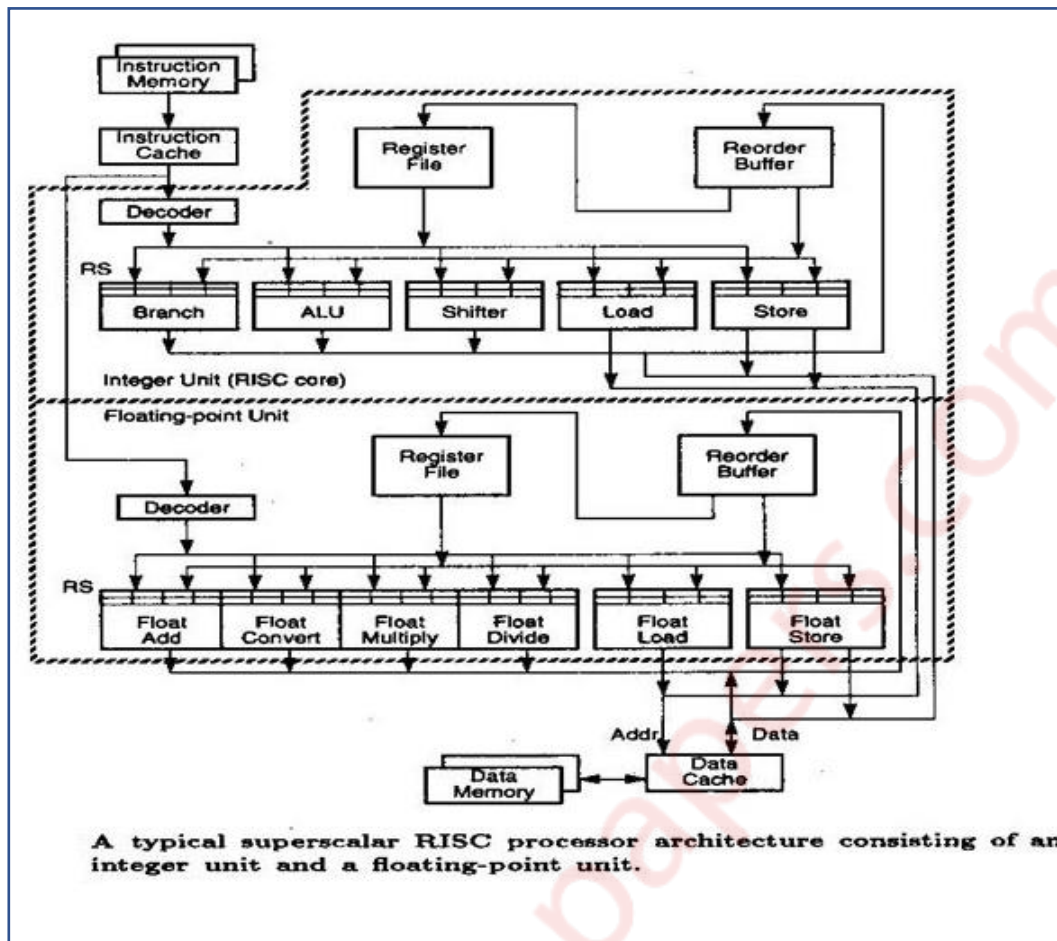 Instruction
Memory
Instruction
Cache
Register
File
Reorder
Buffer
Decoder
RS
Branch
ALU
Shifter
Load
Store
Integer Unit (RISC core)
Floating-point Unit
Register
File
Reorder
Buffer
Decoder
RS
Float
Add
Float
Convert
Float
Multiply
Float
Divide
Float
Load
Float
Store
Addr
Data
Data
Memory
Data
Cache
A typical superscalar RISC processor architecture consisting of an
integer unit and a floating-point unit.
papers.com